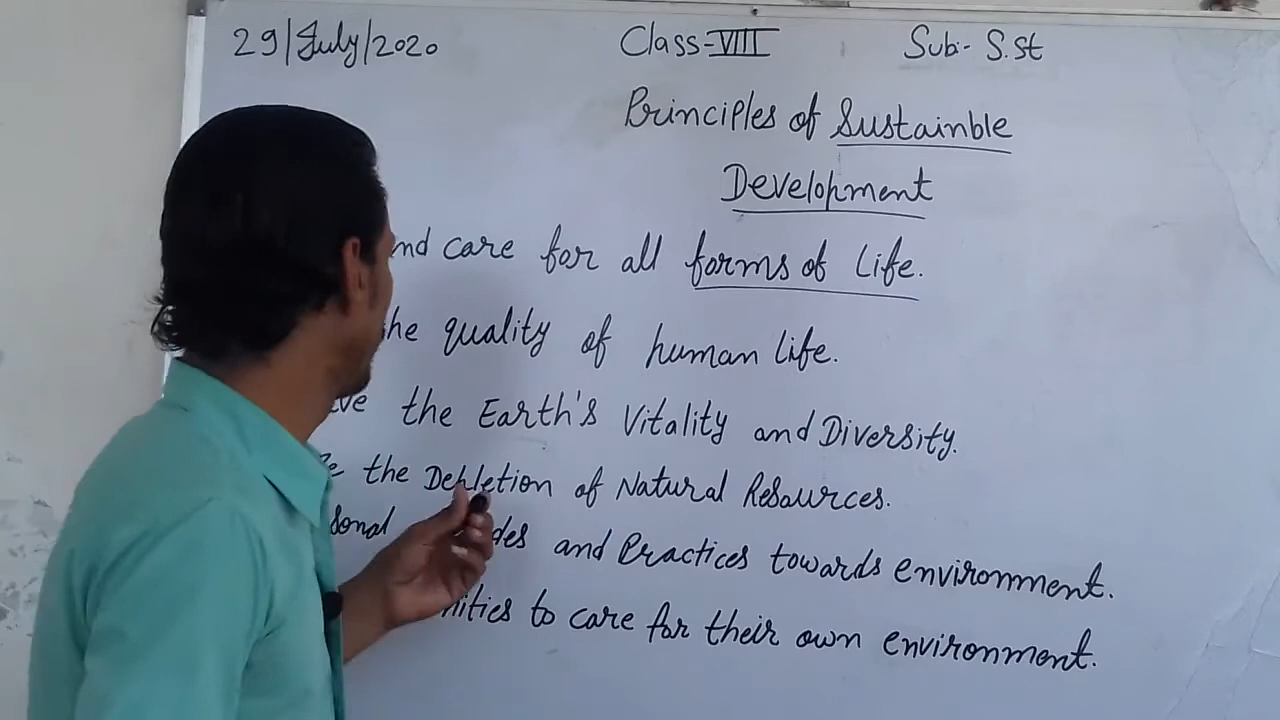 29/July/2020 Class-VIII Sub:- S.st
Principles of Sustainble
Development
nd care for all forms of life.
he quality of human life.
ve the Earth's Vitality and Diversity.
the Depletion of Natural Resources.
sonal des and Practices towards environment.
nities to care for their own environment.